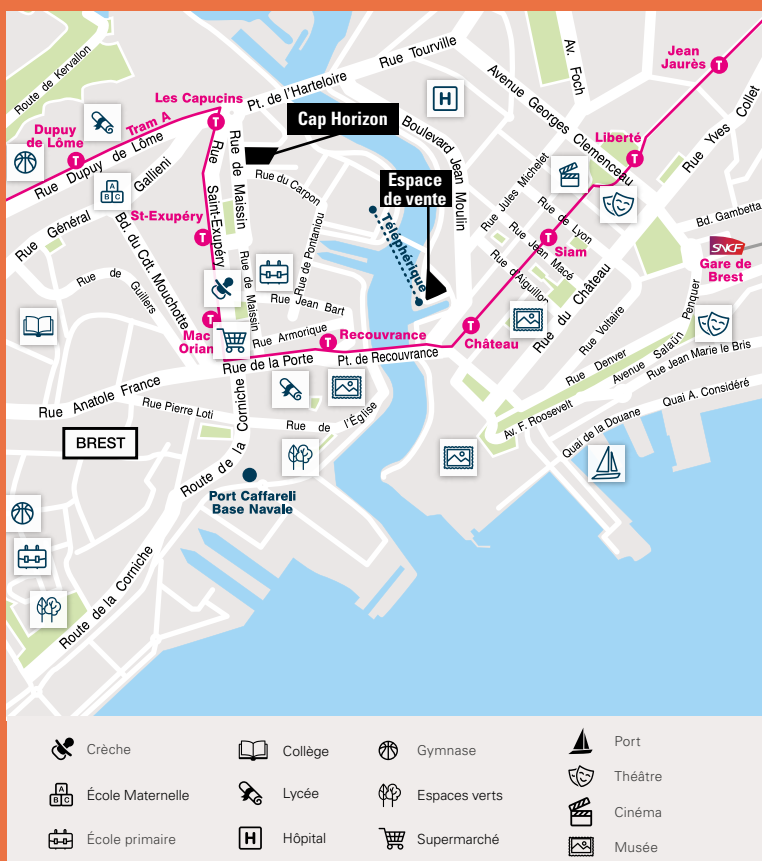 Route de Kervallon
Rue Tourville
Av. Foch
Jean
Jaurès
T
Pt. de l'Harteloire
Les Capucins
T
Avenue Georges Clemenceau
Rue Yves Collet
H
Cap Horizon
Tram A
Dupuy
de Lôme
T
Rue Dupuy de Lôme
Boulevard Jean Moulin
Liberté
T
Rue de Maissin
Rue Saint-Exupéry
Rue du Carpon
Espace
de vente
Rue Jules Michelet
A
B C
Rue Général Gallieni
Bd. du Cdt. Mouchotte
St-Exupéry
T
Rue de Pontaniou
Téléphérique
Rue de Lyon
Rue Jean Macé
Siam
T
Bd. Gambetta
SNCF
Gare de
Brest
Rue de Guillers
Rue de Maissin
Rue Jean Bart
Rue d'Aiguillon
Rue du Château
Penquer
Mac
Orlan
T
Rue Armorique
Recouvrance
T
Château
T
Rue Voltaire
Avenue Salaün
Rue Denver
Rue Jean Marie le Bris
Rue de la Porte
Pt. de Recouvrance
Rue Anatole France
Rue Pierre Loti
Rue de l'Église
Av. F. Roosevelt
Quai A. Considéré
Quai de la Douane
BREST
Route de la Corniche
Port Caffareli
Base Navale
Route de la Corniche
Crèche
Collège
Gymnase
Port
A
B C
École Maternelle
Lycée
Espaces verts
Théâtre
Cinéma
École primaire
H
Hôpital
Supermarché
Musée